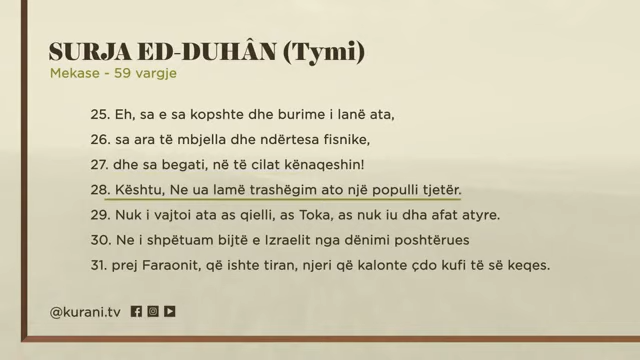 SURJA ED-DUHÂN (Tymi)
Mekase - 59 vargje
25. Eh, sa e sa kopshte dhe burime i lanë ata,
26. sa ara të mbjella dhe ndërtesa fisnike,
27. dhe sa begati, në të cilat kënaqeshin!
28. Kështu, Ne ua lamë trashëgim ato një populli tjetër.
29. Nuk i vajtoi ata as qielli, as Toka, as nuk iu dha afat atyre.
30. Ne i shpëtuam bijtë e Izraelit nga dënimi poshtërues
31. prej Faraonit, që ishte tiran, njeri që kalonte çdo kufi të së keqes.
@kurani.tv